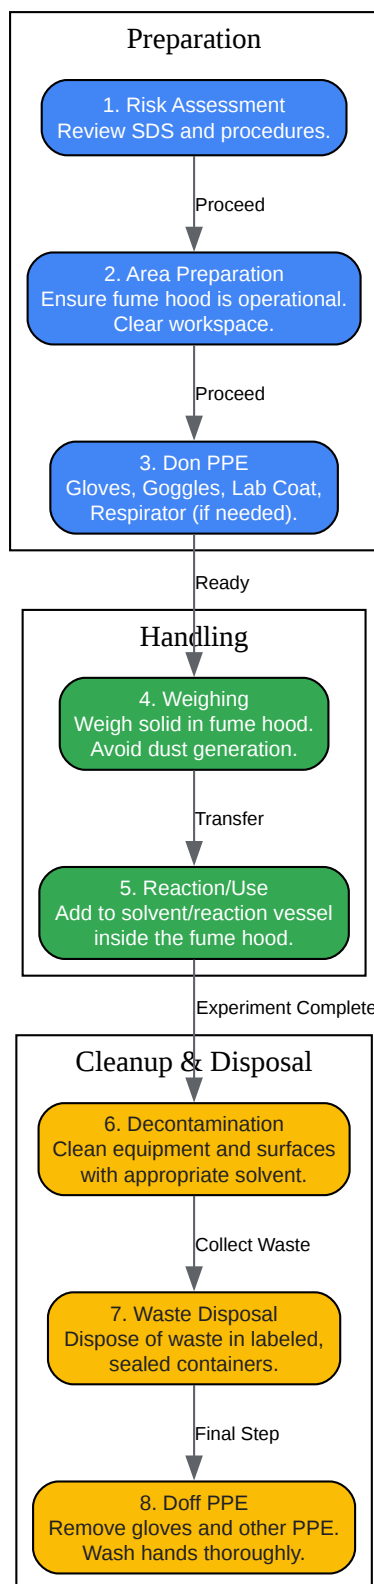 Preparation
1. Risk Assessment
Review SDS and procedures.
Proceed
2. Area Preparation
Ensure fume hood is operational.
Clear workspace.
Proceed
3. Don PPE
Gloves, Goggles, Lab Coat,
Respirator (if needed).
Ready
Handling
4. Weighing
Weigh solid in fume hood.
Avoid dust generation.
Transfer
5. Reaction/Use
Add to solvent/reaction vessel
inside the fume hood.
Experiment Complete
Cleanup & Disposal
6. Decontamination
Clean equipment and surfaces
with appropriate solvent.
Collect Waste
7. Waste Disposal
Dispose of waste in labeled,
sealed containers.
Final Step
8. Doff PPE
Remove gloves and other PPE.
Wash hands thoroughly.